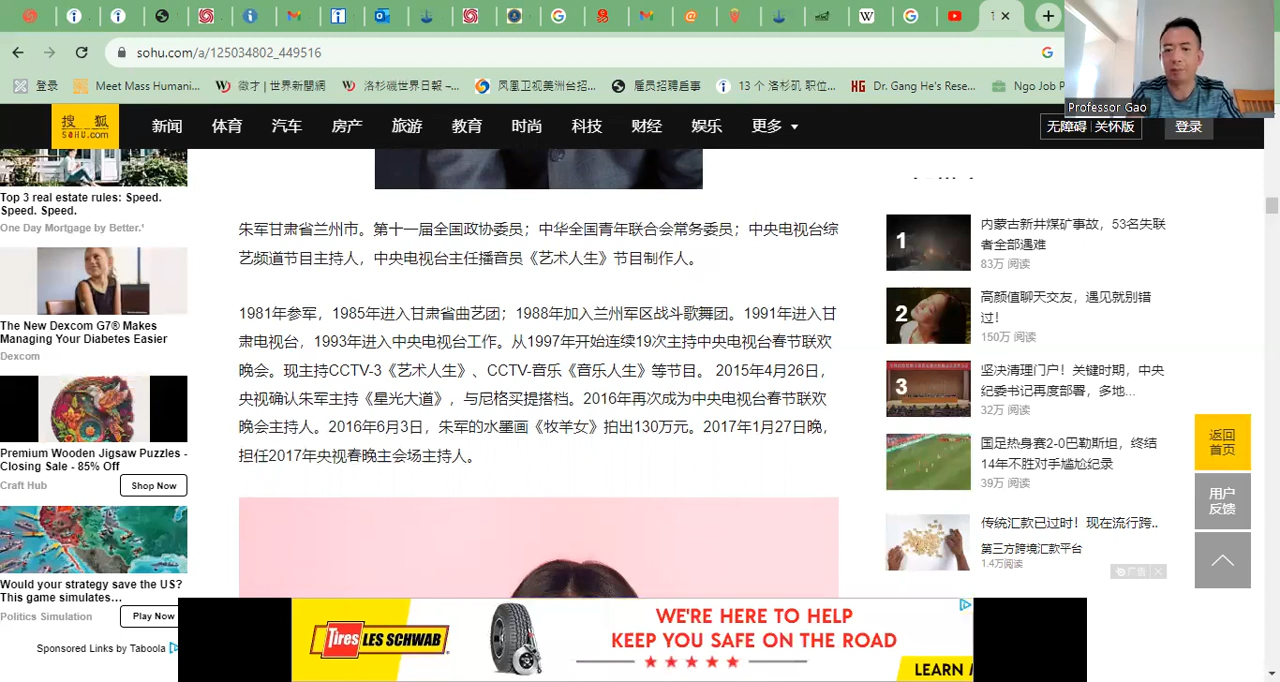 sohu.com/a/125034802_449516
登录
Meet Mass Humani...
徵才 | 世界新聞網
洛杉磯世界日報 –...
凤凰卫视美洲台招...
雇员招聘启事
13 个 洛杉矶 职位...
Dr. Gang He's Rese...
Ngo Job P
Professor Gao
搜 狐
SOHU.com
新闻
体育
汽车
房产
旅游
教育
时尚
科技
财经
娱乐
更多
无障碍 | 关怀版
登录
Top 3 real estate rules: Speed.
Speed. Speed.
One Day Mortgage by Better.¹
The New Dexcom G7® Makes
Managing Your Diabetes Easier
Dexcom
Premium Wooden Jigsaw Puzzles -
Closing Sale - 85% Off
Craft Hub
Shop Now
Would your strategy save the US?
This game simulates…
Politics Simulation
Play Now
Sponsored Links by Taboola
朱军甘肃省兰州市。第十一届全国政协委员；中华全国青年联合会常务委员；中央电视台综
艺频道节目主持人，中央电视台主任播音员《艺术人生》节目制作人。
1981年参军，1985年进入甘肃省曲艺团；1988年加入兰州军区战斗歌舞团。1991年进入甘
肃电视台，1993年进入中央电视台工作。从1997年开始连续19次主持中央电视台春节联欢
晚会。现主持CCTV-3《艺术人生》、CCTV-音乐《音乐人生》等节目。 2015年4月26日，
央视确认朱军主持《星光大道》，与尼格买提搭档。2016年再次成为中央电视台春节联欢
晚会主持人。2016年6月3日，朱军的水墨画《牧羊女》拍出130万元。2017年1月27日晚，
担任2017年央视春晚主会场主持人。
1
内蒙古新井煤矿事故，53名失联
者全部遇难
83万 阅读
2
高颜值聊天交友，遇见就别错
过！
150万 阅读
3
坚决清理门户！关键时期，中央
纪委书记再度部署，多地...
32万 阅读
国足热身赛2-0巴勒斯坦，终结
14年不胜对手尴尬纪录
39万 阅读
传统汇款已过时！现在流行跨..
第三方跨境汇款平台
1.4万阅读
广告
返回
首页
用户
反馈
Tires LES SCHWAB
WE'RE HERE TO HELP
KEEP YOU SAFE ON THE ROAD
LEARN